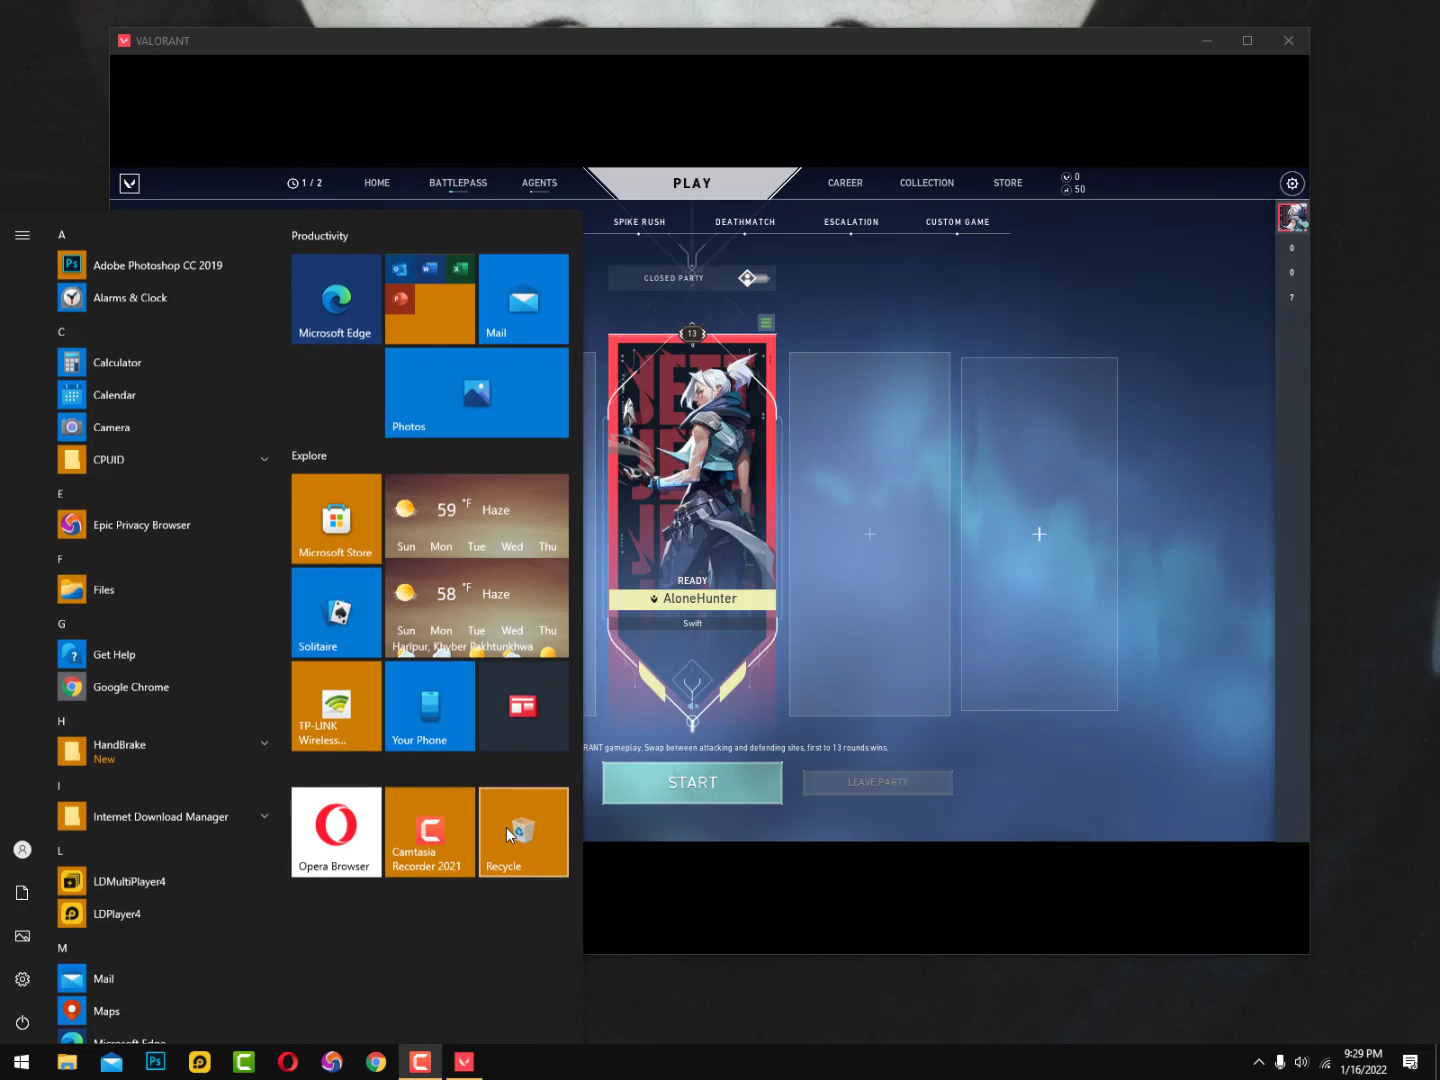 VALORANT
1 / 2
HOME
BATTLEPASS
AGENTS
PLAY
CAREER
COLLECTION
STORE
0
50
SPIKE RUSH
DEATHMATCH
ESCALATION
CUSTOM GAME
CLOSED PARTY
0
0
7
13
READY
AloneHunter
Swift
RANT gameplay. Swap between attacking and defending sites, first to 13 rounds wins.
START
LEAVE PARTY
A
Adobe Photoshop CC 2019
Alarms & Clock
C
Calculator
Calendar
Camera
CPUID
E
Epic Privacy Browser
F
Files
G
Get Help
Google Chrome
H
HandBrake
New
I
Internet Download Manager
L
LDMultiPlayer4
LDPlayer4
M
Mail
Maps
Microsoft Edge
Productivity
Microsoft Edge
Mail
Photos
Explore
Microsoft Store
59 °F Haze
Sun Mon Tue Wed Thu
Solitaire
58 °F Haze
Sun Mon Tue Wed Thu
Haripur, Khyber Pakhtunkhwa
TP-LINK
Wireless...
Your Phone
Opera Browser
Camtasia
Recorder 2021
Recycle
9:29 PM
1/16/2022